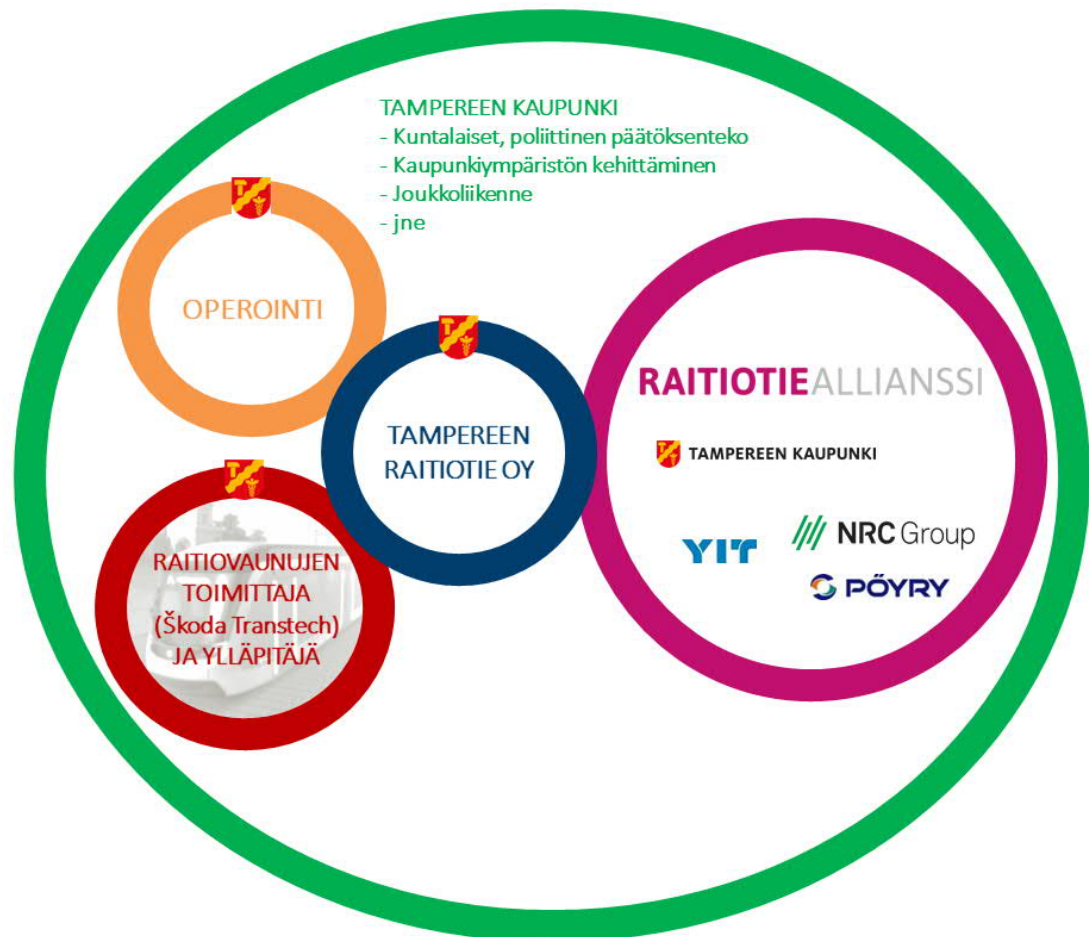 TAMPEREEN KAUPUNKI
- Kuntalaiset, poliittinen päätöksenteko
- Kaupunkiympäristön kehittäminen
- Joukkoliikenne
- jne
OPEROINTI
TAMPEREEN
RAITIOTIE OY
RAITIOVAUNUJEN
TOIMITTAJA
(Škoda Transtech)
JA YLLÄPITÄJÄ
RAITIOTIEALLIANSSI
TAMPEREEN KAUPUNKI
YIT
NRC Group
PÖYRY